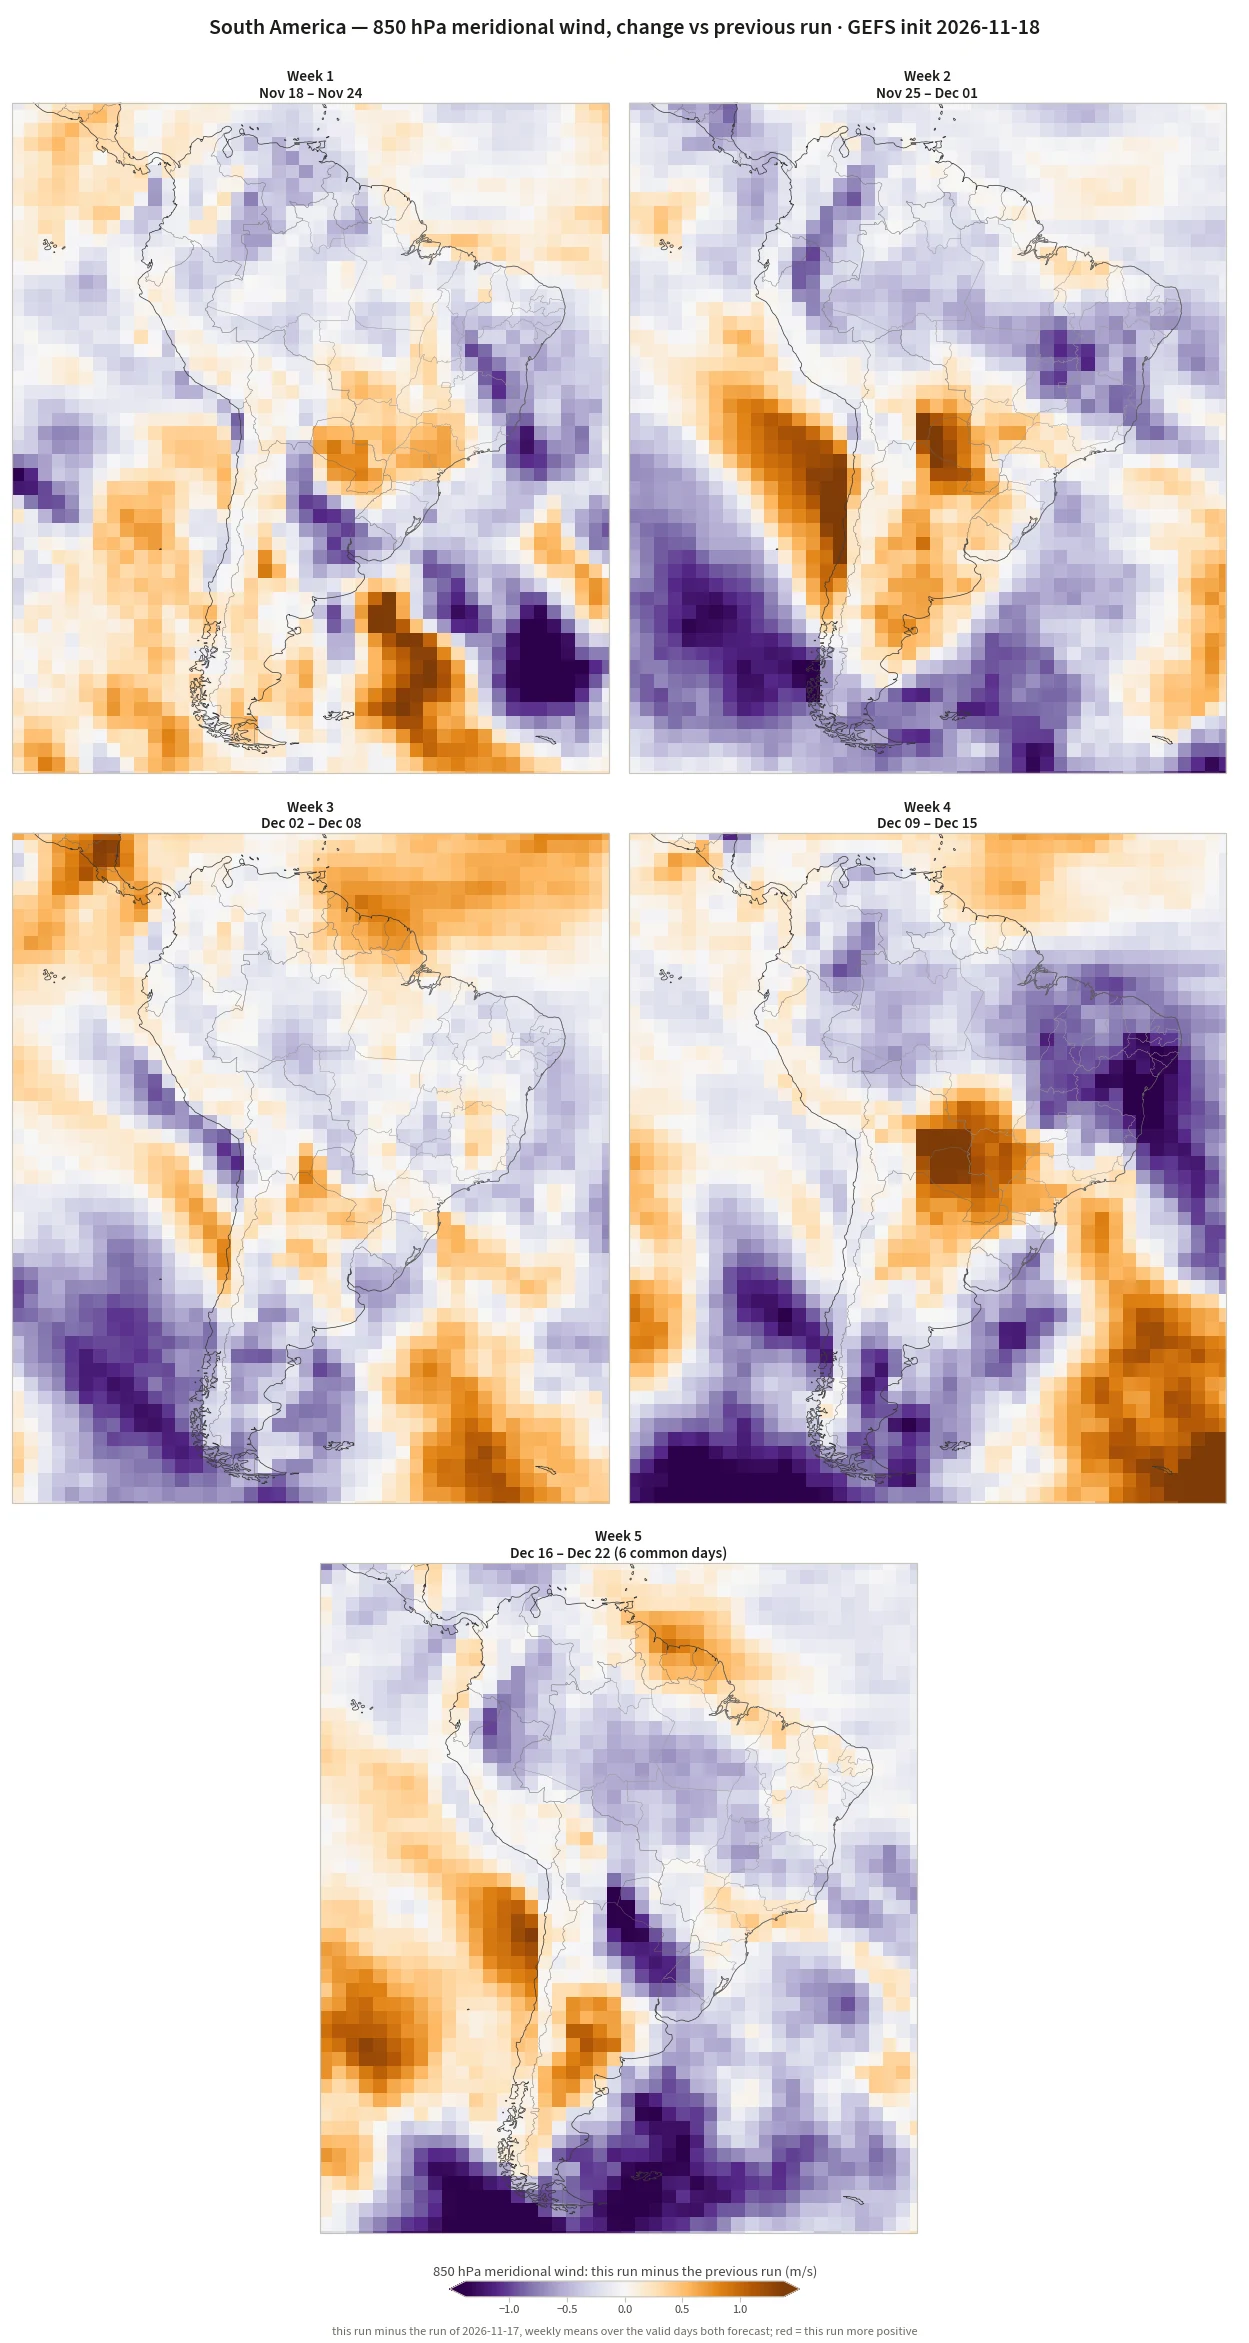 South America — 850 hPa meridional wind, change vs previous run · GEFS init 2026-11-18
Week 1
Nov 18 – Nov 24
Week 2
Nov 25 – Dec 01
Week 3
Dec 02 – Dec 08
Week 4
Dec 09 – Dec 15
Week 5
Dec 16 – Dec 22 (6 common days)
850 hPa meridional wind: this run minus the previous run (m/s)
−1.0 −0.5 0.0 0.5 1.0
this run minus the run of 2026-11-17, weekly means over the valid days both forecast; red = this run more positive